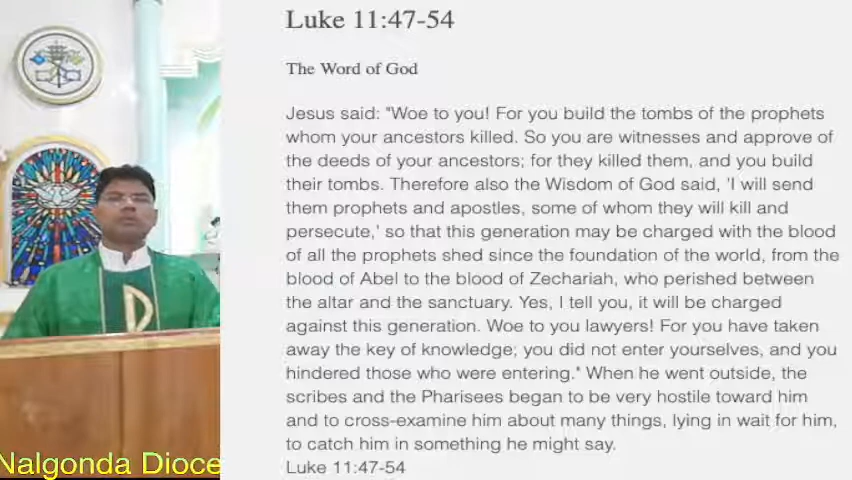 Luke 11:47-54
The Word of God
Jesus said: "Woe to you! For you build the tombs of the prophets
whom your ancestors killed. So you are witnesses and approve of
the deeds of your ancestors; for they killed them, and you build
their tombs. Therefore also the Wisdom of God said, 'I will send
them prophets and apostles, some of whom they will kill and
persecute,' so that this generation may be charged with the blood
of all the prophets shed since the foundation of the world, from the
blood of Abel to the blood of Zechariah, who perished between
the altar and the sanctuary. Yes, I tell you, it will be charged
against this generation. Woe to you lawyers! For you have taken
away the key of knowledge; you did not enter yourselves, and you
hindered those who were entering." When he went outside, the
scribes and the Pharisees began to be very hostile toward him
and to cross-examine him about many things, lying in wait for him,
to catch him in something he might say.
Luke 11:47-54
Nalgonda Dioce